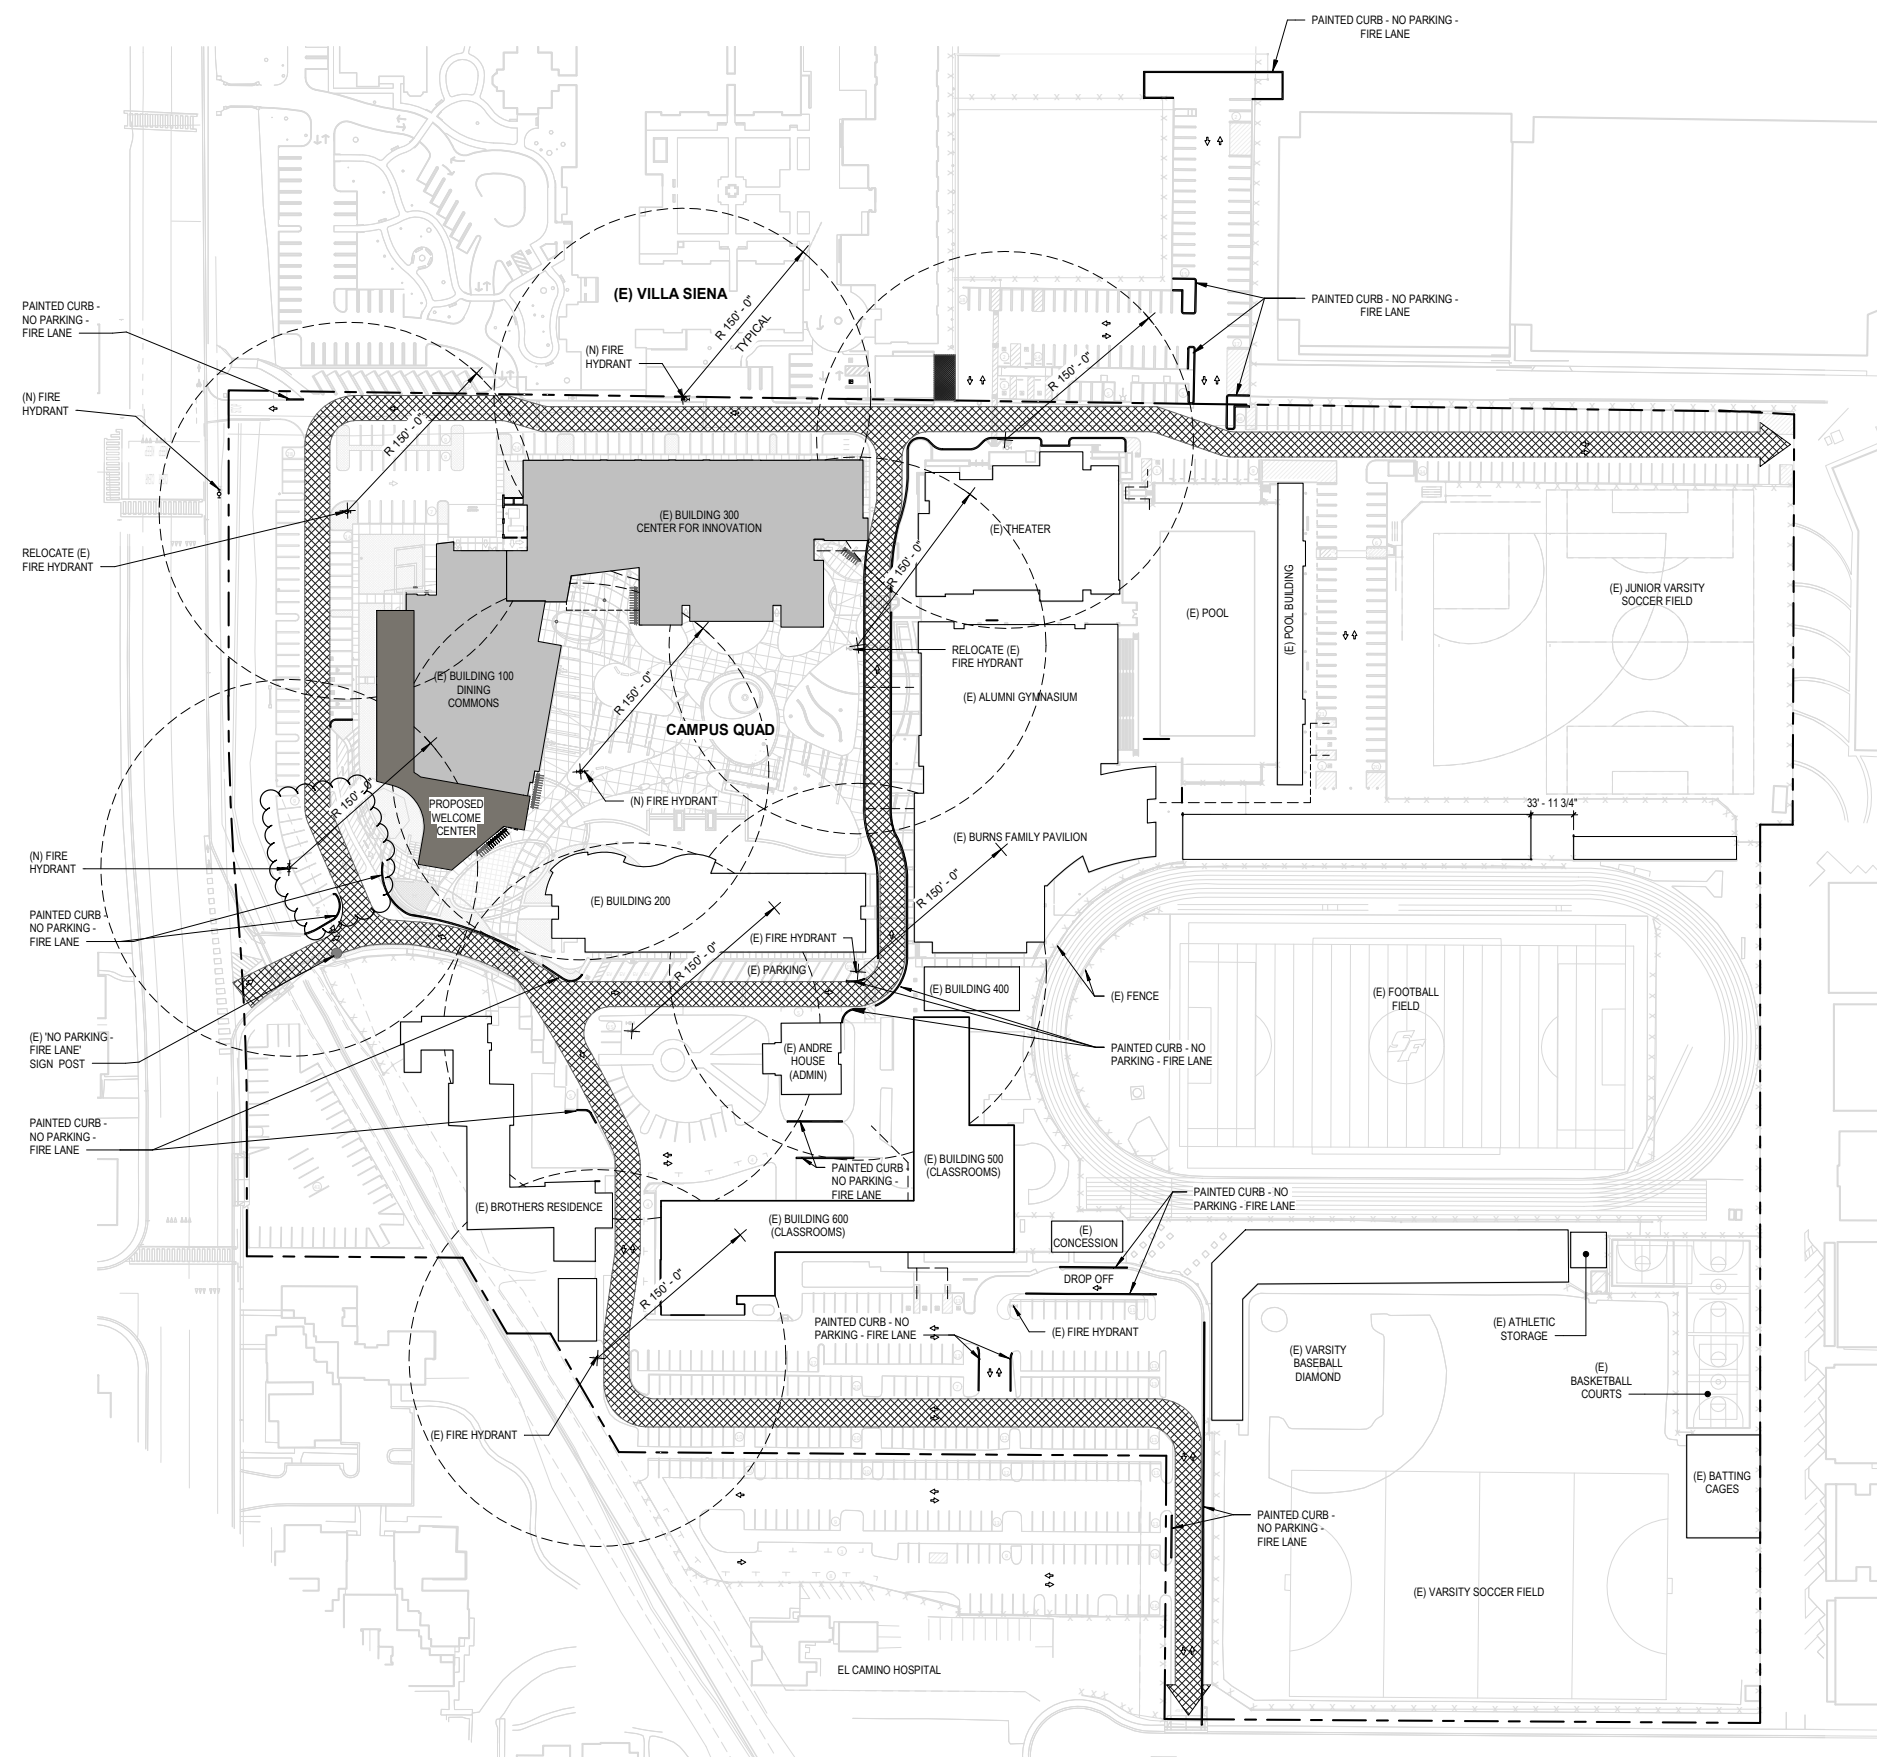 PAINTED CURB - NO PARKING -
FIRE LANE
(E) VILLA SIENA
R 150' - 0"
TYPICAL
PAINTED CURB -
NO PARKING -
FIRE LANE
PAINTED CURB - NO PARKING -
FIRE LANE
(N) FIRE
HYDRANT
R 150' - 0"
(N) FIRE
HYDRANT
R 150' - 0"
(E) BUILDING 300
CENTER FOR INNOVATION
(E) THEATER
RELOCATE (E)
FIRE HYDRANT
R 150' - 0"
(E) POOL
(E) POOL BUILDING
(E) JUNIOR VARSITY
SOCCER FIELD
RELOCATE (E)
FIRE HYDRANT
(E) BUILDING 100
DINING
COMMONS
R 150' - 0"
(E) ALUMNI GYMNASIUM
CAMPUS QUAD
R 150' - 0"
PROPOSED
WELCOME
CENTER
(N) FIRE HYDRANT
33' - 11 3/4"
(E) BURNS FAMILY PAVILION
(N) FIRE
HYDRANT
R 150' - 0"
(E) BUILDING 200
PAINTED CURB -
NO PARKING -
FIRE LANE
(E) FIRE HYDRANT
R 150' - 0"
(E) PARKING
(E) BUILDING 400
(E) FENCE
(E) FOOTBALL
FIELD
(E) 'NO PARKING -
FIRE LANE'
SIGN POST
(E) ANDRE
HOUSE
(ADMIN)
PAINTED CURB - NO
PARKING - FIRE LANE
PAINTED CURB -
NO PARKING -
FIRE LANE
PAINTED CURB -
NO PARKING -
FIRE LANE
(E) BUILDING 500
(CLASSROOMS)
(E) BROTHERS RESIDENCE
(E) BUILDING 600
(CLASSROOMS)
PAINTED CURB - NO
PARKING - FIRE LANE
(E)
CONCESSION
DROP OFF
R 150' - 0"
PAINTED CURB - NO
PARKING - FIRE LANE
(E) FIRE HYDRANT
(E) ATHLETIC
STORAGE
(E) VARSITY
BASEBALL
DIAMOND
(E)
BASKETBALL
COURTS
(E) FIRE HYDRANT
(E) BATTING
CAGES
PAINTED CURB -
NO PARKING -
FIRE LANE
(E) VARSITY SOCCER FIELD
EL CAMINO HOSPITAL